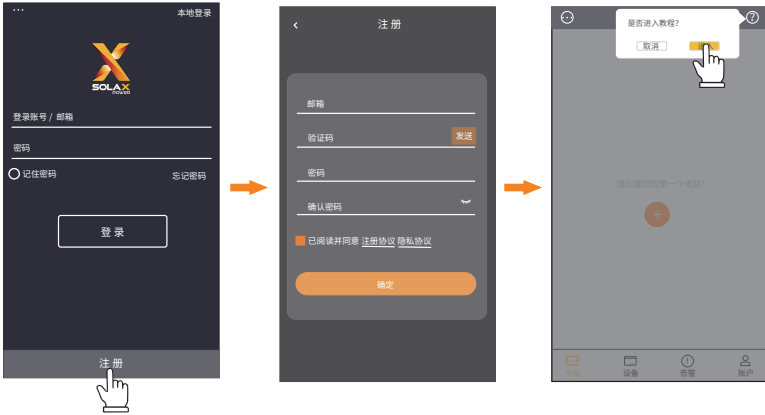 本地登录
SOLAX
POWER
登录账号 / 邮箱
密码
记住密码
忘记密码
登 录
注 册
注 册
邮箱
验证码
发送
密码
确认密码
已阅读并同意 注册协议 隐私协议
确定
是否进入教程?
取消
请创建您的第一个电站!
电站
设备
告警
账户